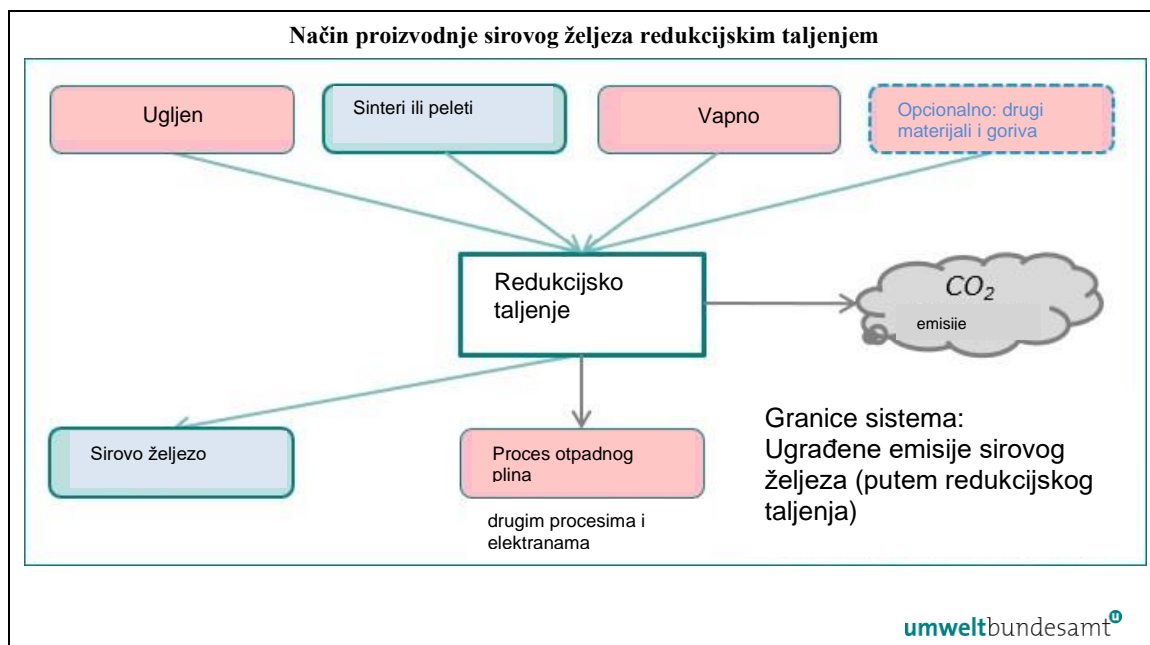 Način proizvodnje sirovog željeza redukcijskim taljenjem
Ugljen
Sinteri ili peleti
Vapno
Opcionalno: drugi
materijali i goriva
Redukcijsko
taljenje
CO₂
emisije
Sirovo željezo
Proces otpadnog
plina
drugim procesima i
elektranama
Granice sistema:
Ugrađene emisije sirovog
željeza (putem redukcijskog
taljenja)
umweltbundesamt